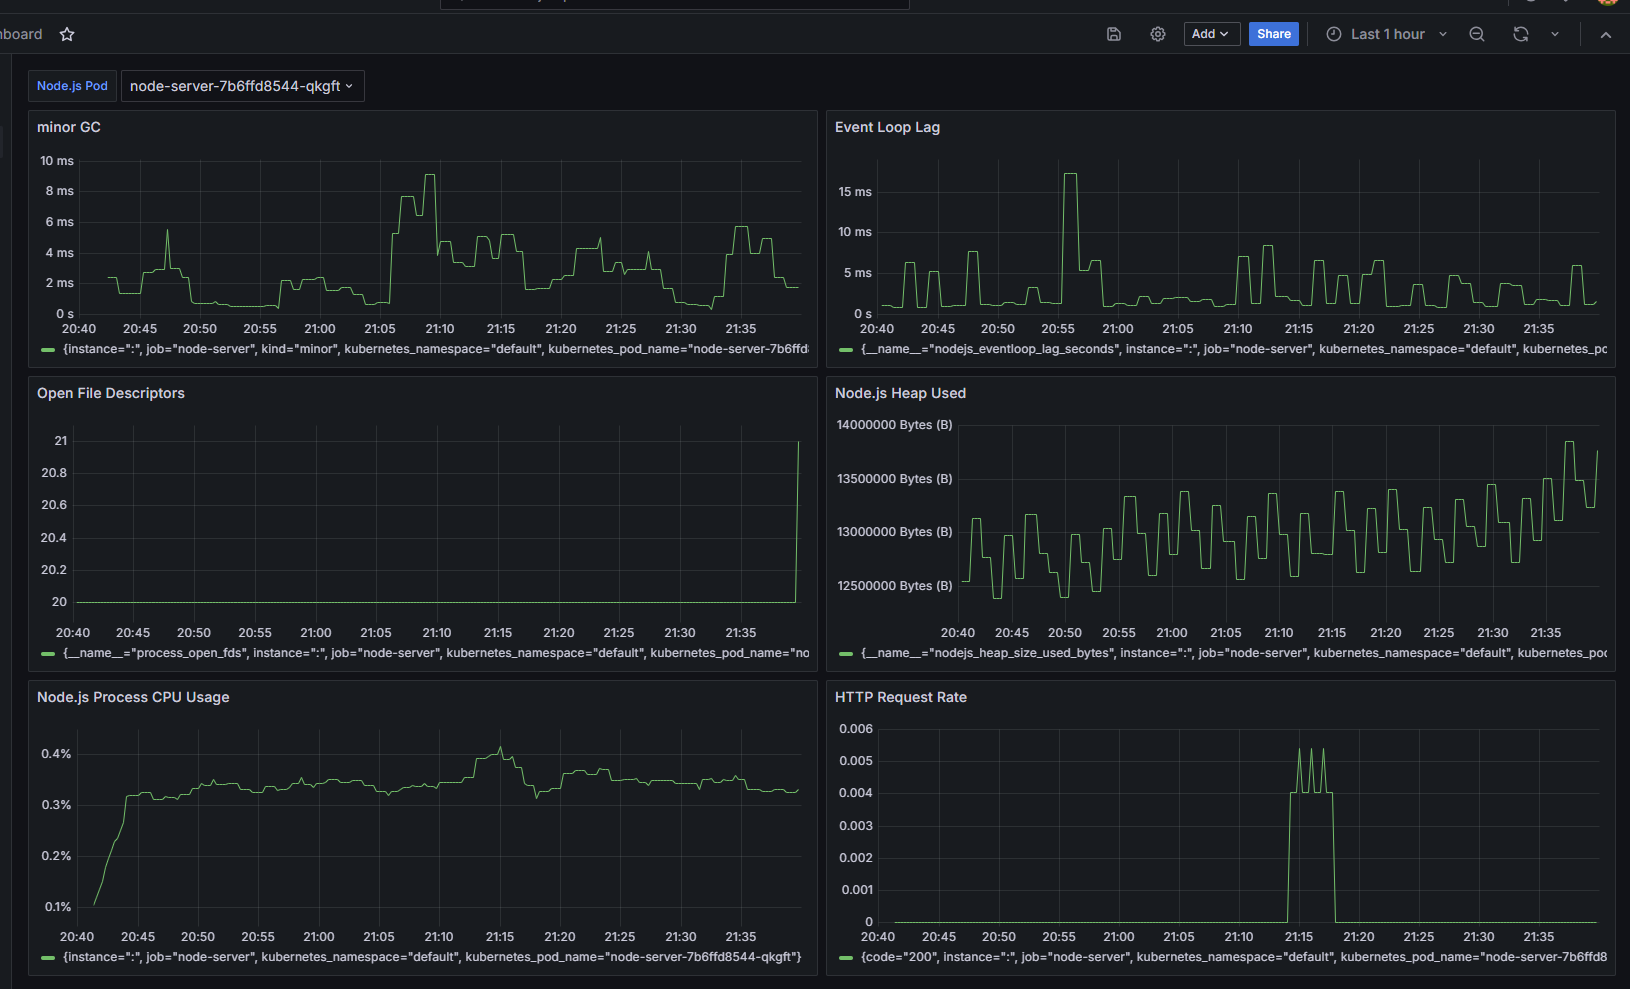 board
Add
Share
Last 1 hour
Node.js Pod
node-server-7b6ffd8544-qkgft
minor GC
10 ms
8 ms
6 ms
4 ms
2 ms
0 s
20:40 20:45 20:50 20:55 21:00 21:05 21:10 21:15 21:20 21:25 21:30 21:35
{instance=":", job="node-server", kind="minor", kubernetes_namespace="default", kubernetes_pod_name="node-server-7b6ffd8
Event Loop Lag
15 ms
10 ms
5 ms
0 s
20:40 20:45 20:50 20:55 21:00 21:05 21:10 21:15 21:20 21:25 21:30 21:35
{__name__="nodejs_eventloop_lag_seconds", instance=":", job="node-server", kubernetes_namespace="default", kubernetes_po
Open File Descriptors
21
20.8
20.6
20.4
20.2
20
20:40 20:45 20:50 20:55 21:00 21:05 21:10 21:15 21:20 21:25 21:30 21:35
{__name__="process_open_fds", instance=":", job="node-server", kubernetes_namespace="default", kubernetes_pod_name="no
Node.js Heap Used
14000000 Bytes (B)
13500000 Bytes (B)
13000000 Bytes (B)
12500000 Bytes (B)
20:40 20:45 20:50 20:55 21:00 21:05 21:10 21:15 21:20 21:25 21:30 21:35
{__name__="nodejs_heap_size_used_bytes", instance=":", job="node-server", kubernetes_namespace="default", kubernetes_pod
Node.js Process CPU Usage
0.4%
0.3%
0.2%
0.1%
20:40 20:45 20:50 20:55 21:00 21:05 21:10 21:15 21:20 21:25 21:30 21:35
{instance=":", job="node-server", kubernetes_namespace="default", kubernetes_pod_name="node-server-7b6ffd8544-qkgft"}
HTTP Request Rate
0.006
0.005
0.004
0.003
0.002
0.001
0
20:40 20:45 20:50 20:55 21:00 21:05 21:10 21:15 21:20 21:25 21:30 21:35
{code="200", instance=":", job="node-server", kubernetes_namespace="default", kubernetes_pod_name="node-server-7b6ffd8